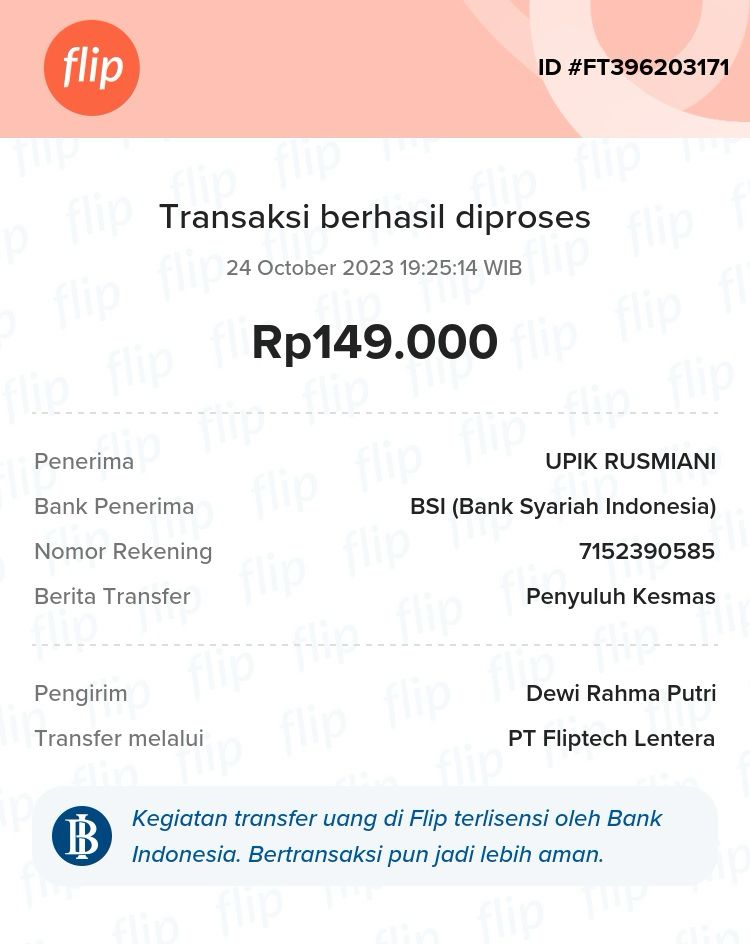 flip
ID #FT396203171
Transaksi berhasil diproses
24 October 2023 19:25:14 WIB
Rp149.000
Penerima UPIK RUSMIANI
Bank Penerima BSI (Bank Syariah Indonesia)
Nomor Rekening 7152390585
Berita Transfer Penyuluh Kesmas
Pengirim Dewi Rahma Putri
Transfer melalui PT Fliptech Lentera
Kegiatan transfer uang di Flip terlisensi oleh Bank
Indonesia. Bertransaksi pun jadi lebih aman.